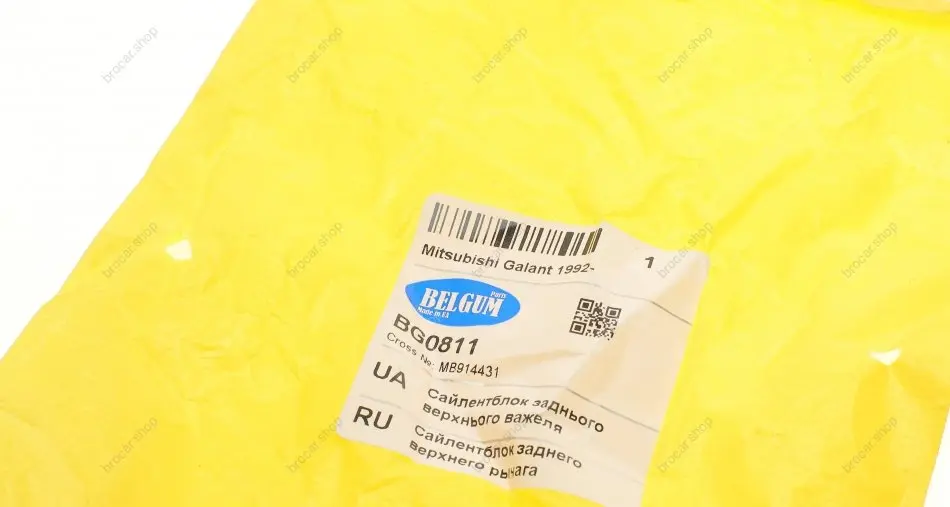 Mitsubishi Galant 1992-
1
BELGUM
PARTS
Made in UA
BG0811
Cross №: MB914431
UA
Сайлентблок заднього
верхнього важеля
RU
Сайлентблок заднего
верхнего рычага
brocar.shop